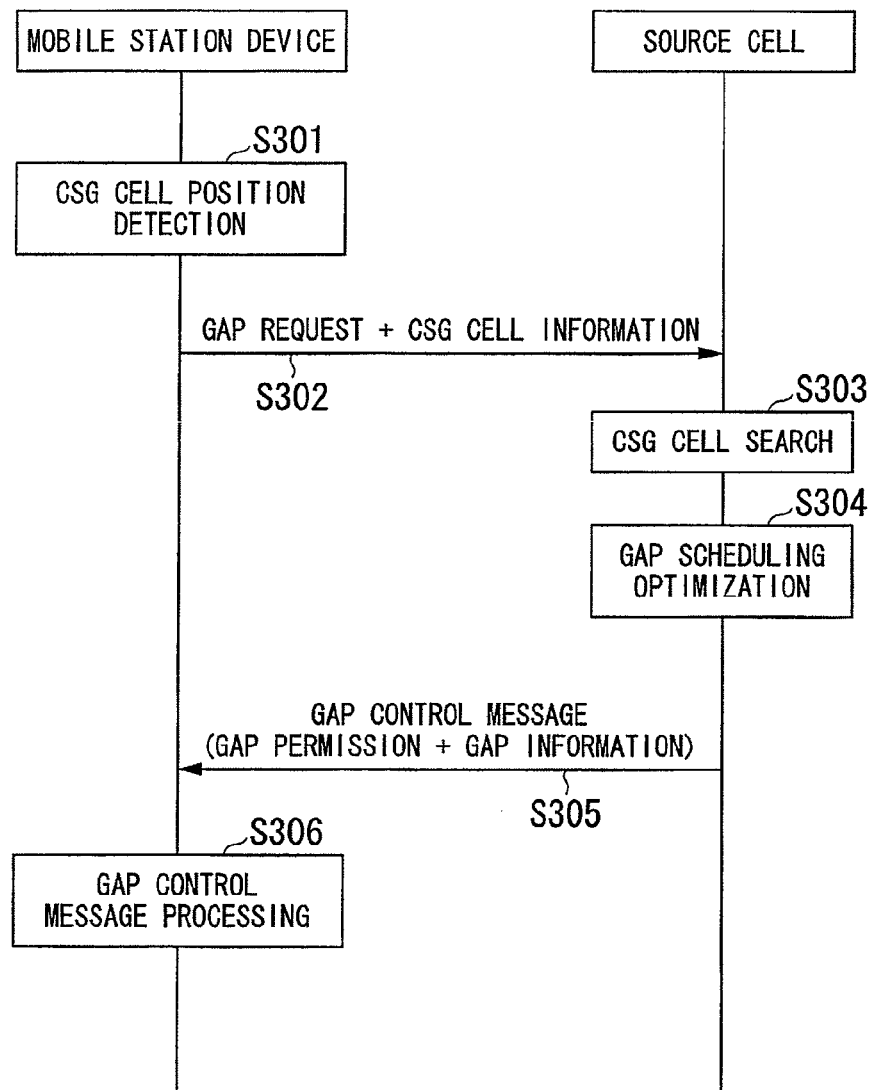 MOBILE STATION DEVICE
SOURCE CELL
S301
CSG CELL POSITION
DETECTION
GAP REQUEST + CSG CELL INFORMATION
S302
S303
CSG CELL SEARCH
S304
GAP SCHEDULING
OPTIMIZATION
GAP CONTROL MESSAGE
(GAP PERMISSION + GAP INFORMATION)
S305
S306
GAP CONTROL
MESSAGE PROCESSING